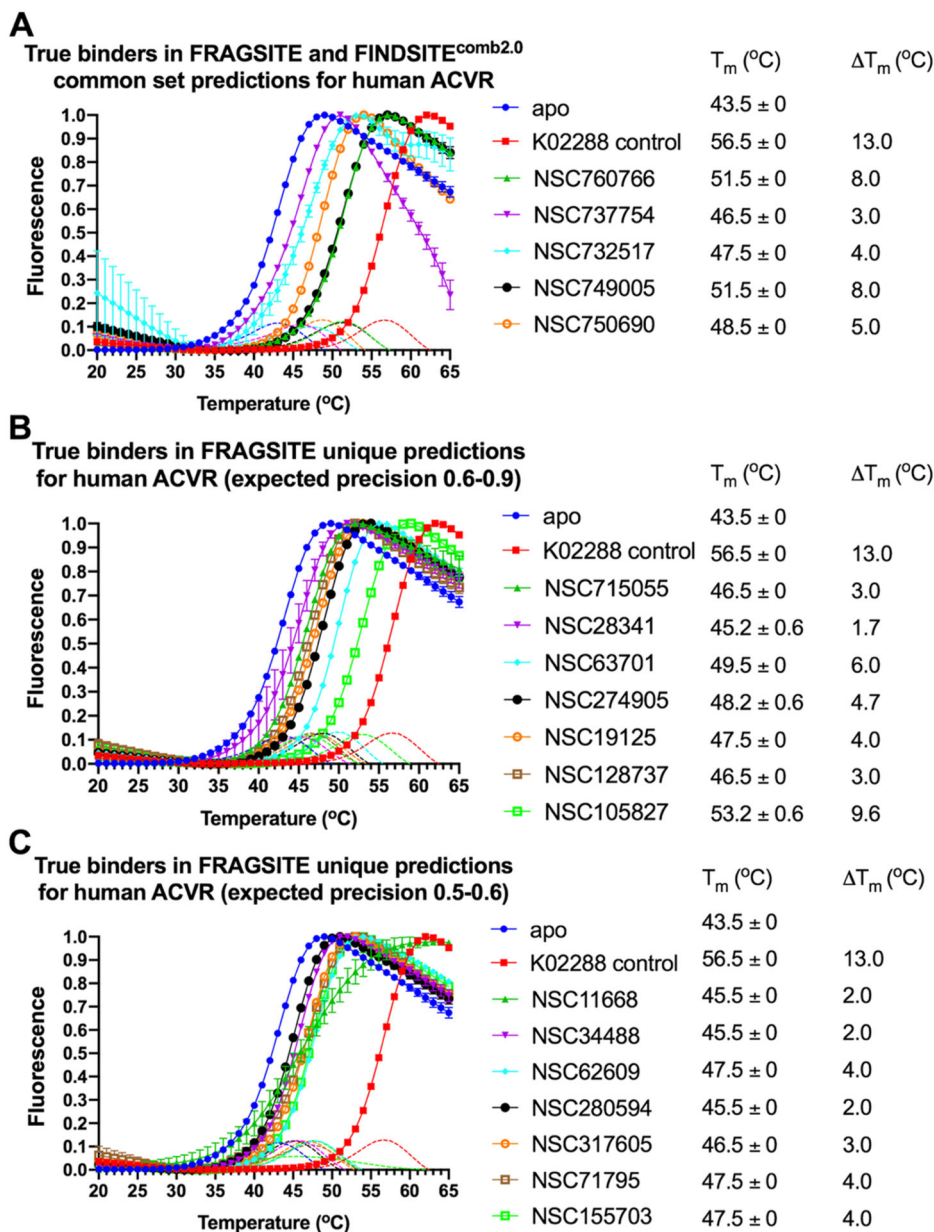 A
True binders in FRAGSITE and FINDSITEcomb2.0
common set predictions for human ACVR
Tm (oC) ΔTm (oC)
apo 43.5 ± 0
K02288 control 56.5 ± 0 13.0
NSC760766 51.5 ± 0 8.0
NSC737754 46.5 ± 0 3.0
NSC732517 47.5 ± 0 4.0
NSC749005 51.5 ± 0 8.0
NSC750690 48.5 ± 0 5.0
Fluorescence
1.0
0.9
0.8
0.7
0.6
0.5
0.4
0.3
0.2
0.1
0.0
20 25 30 35 40 45 50 55 60 65
Temperature (oC)
B
True binders in FRAGSITE unique predictions
for human ACVR (expected precision 0.6-0.9)
Tm (oC) ΔTm (oC)
apo 43.5 ± 0
K02288 control 56.5 ± 0 13.0
NSC715055 46.5 ± 0 3.0
NSC28341 45.2 ± 0.6 1.7
NSC63701 49.5 ± 0 6.0
NSC274905 48.2 ± 0.6 4.7
NSC19125 47.5 ± 0 4.0
NSC128737 46.5 ± 0 3.0
NSC105827 53.2 ± 0.6 9.6
Fluorescence
1.0
0.9
0.8
0.7
0.6
0.5
0.4
0.3
0.2
0.1
0.0
20 25 30 35 40 45 50 55 60 65
Temperature (oC)
C
True binders in FRAGSITE unique predictions
for human ACVR (expected precision 0.5-0.6)
Tm (oC) ΔTm (oC)
apo 43.5 ± 0
K02288 control 56.5 ± 0 13.0
NSC11668 45.5 ± 0 2.0
NSC34488 45.5 ± 0 2.0
NSC62609 47.5 ± 0 4.0
NSC280594 45.5 ± 0 2.0
NSC317605 46.5 ± 0 3.0
NSC71795 47.5 ± 0 4.0
NSC155703 47.5 ± 0 4.0
Fluorescence
1.0
0.9
0.8
0.7
0.6
0.5
0.4
0.3
0.2
0.1
0.0
20 25 30 35 40 45 50 55 60 65
Temperature (oC)